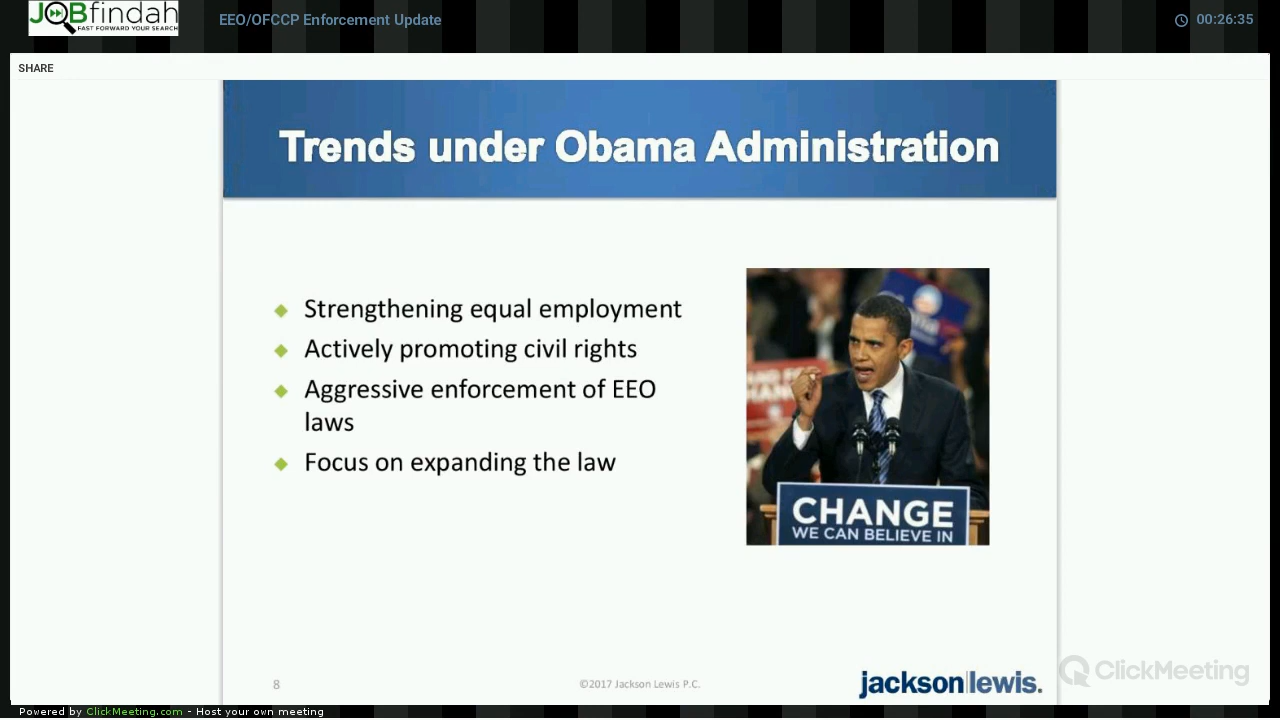 JOBfindah
FAST FORWARD YOUR SEARCH
EEO/OFCCP Enforcement Update
00:26:35
SHARE
Trends under Obama Administration
Strengthening equal employment
Actively promoting civil rights
Aggressive enforcement of EEO
laws
Focus on expanding the law
CHANGE
WE CAN BELIEVE IN
8
©2017 Jackson Lewis P.C.
jackson lewis.
ClickMeeting
Powered by ClickMeeting.com - Host your own meeting